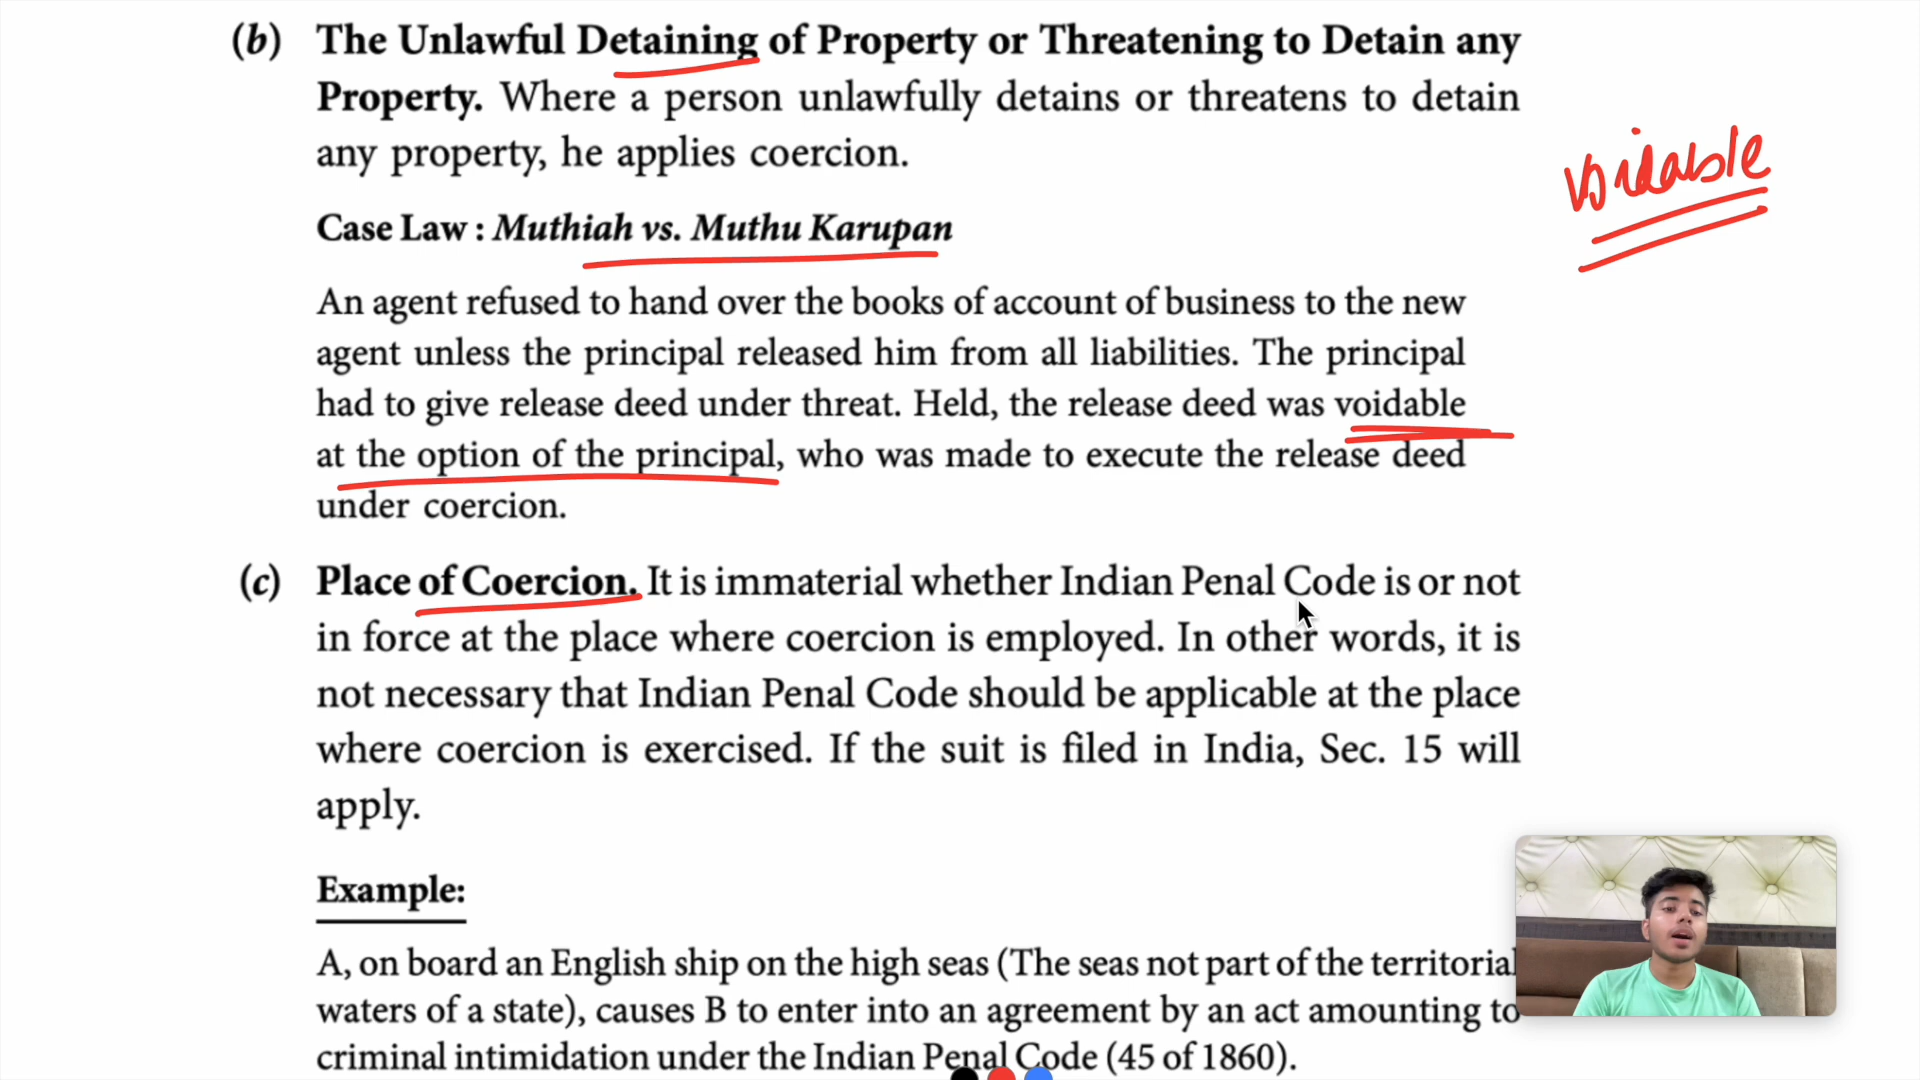 (b) The Unlawful Detaining of Property or Threatening to Detain any
Property. Where a person unlawfully detains or threatens to detain
any property, he applies coercion.
voidable
Case Law : Muthiah vs. Muthu Karupan
An agent refused to hand over the books of account of business to the new
agent unless the principal released him from all liabilities. The principal
had to give release deed under threat. Held, the release deed was voidable
at the option of the principal, who was made to execute the release deed
under coercion.
(c) Place of Coercion. It is immaterial whether Indian Penal Code is or not
in force at the place where coercion is employed. In other words, it is
not necessary that Indian Penal Code should be applicable at the place
where coercion is exercised. If the suit is filed in India, Sec. 15 will
apply.
Example:
A, on board an English ship on the high seas (The seas not part of the territorial
waters of a state), causes B to enter into an agreement by an act amounting to
criminal intimidation under the Indian Penal Code (45 of 1860).